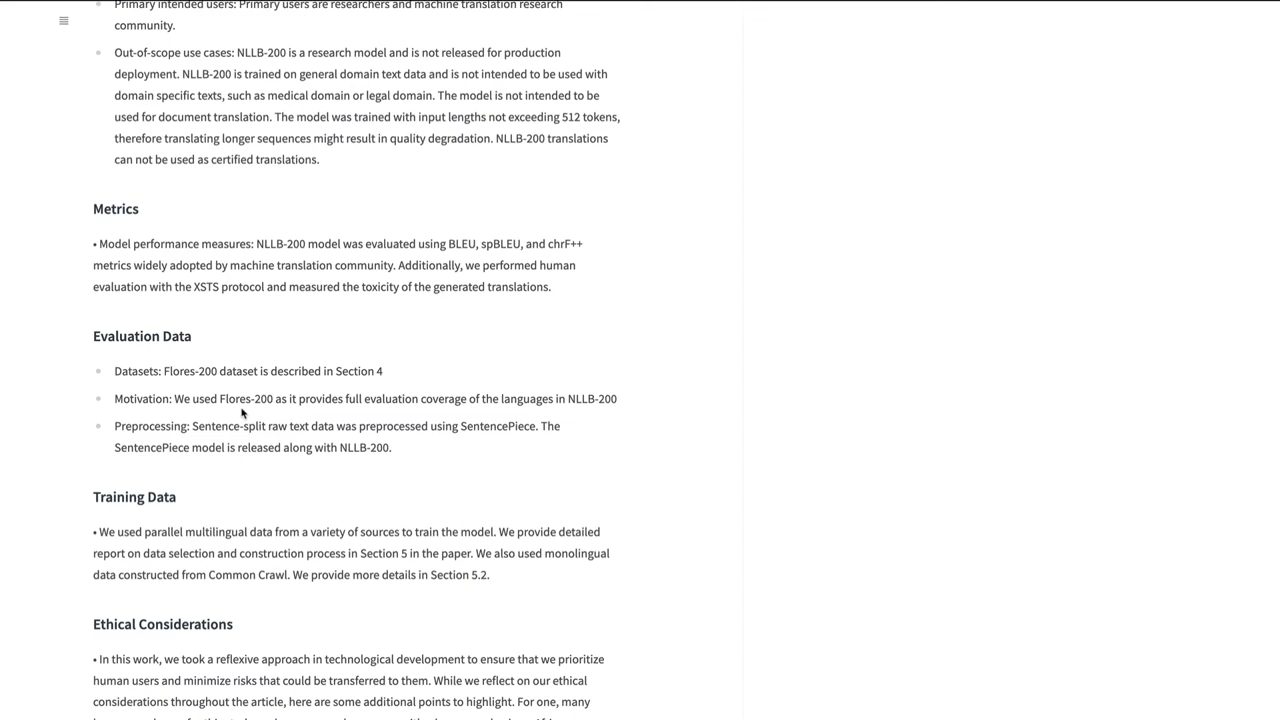 Primary intended users: Primary users are researchers and machine translation research
community.
Out-of-scope use cases: NLLB-200 is a research model and is not released for production
deployment. NLLB-200 is trained on general domain text data and is not intended to be used with
domain specific texts, such as medical domain or legal domain. The model is not intended to be
used for document translation. The model was trained with input lengths not exceeding 512 tokens,
therefore translating longer sequences might result in quality degradation. NLLB-200 translations
can not be used as certified translations.
Metrics
• Model performance measures: NLLB-200 model was evaluated using BLEU, spBLEU, and chrF++
metrics widely adopted by machine translation community. Additionally, we performed human
evaluation with the XSTS protocol and measured the toxicity of the generated translations.
Evaluation Data
Datasets: Flores-200 dataset is described in Section 4
Motivation: We used Flores-200 as it provides full evaluation coverage of the languages in NLLB-200
Preprocessing: Sentence-split raw text data was preprocessed using SentencePiece. The
SentencePiece model is released along with NLLB-200.
Training Data
• We used parallel multilingual data from a variety of sources to train the model. We provide detailed
report on data selection and construction process in Section 5 in the paper. We also used monolingual
data constructed from Common Crawl. We provide more details in Section 5.2.
Ethical Considerations
• In this work, we took a reflexive approach in technological development to ensure that we prioritize
human users and minimize risks that could be transferred to them. While we reflect on our ethical
considerations throughout the article, here are some additional points to highlight. For one, many